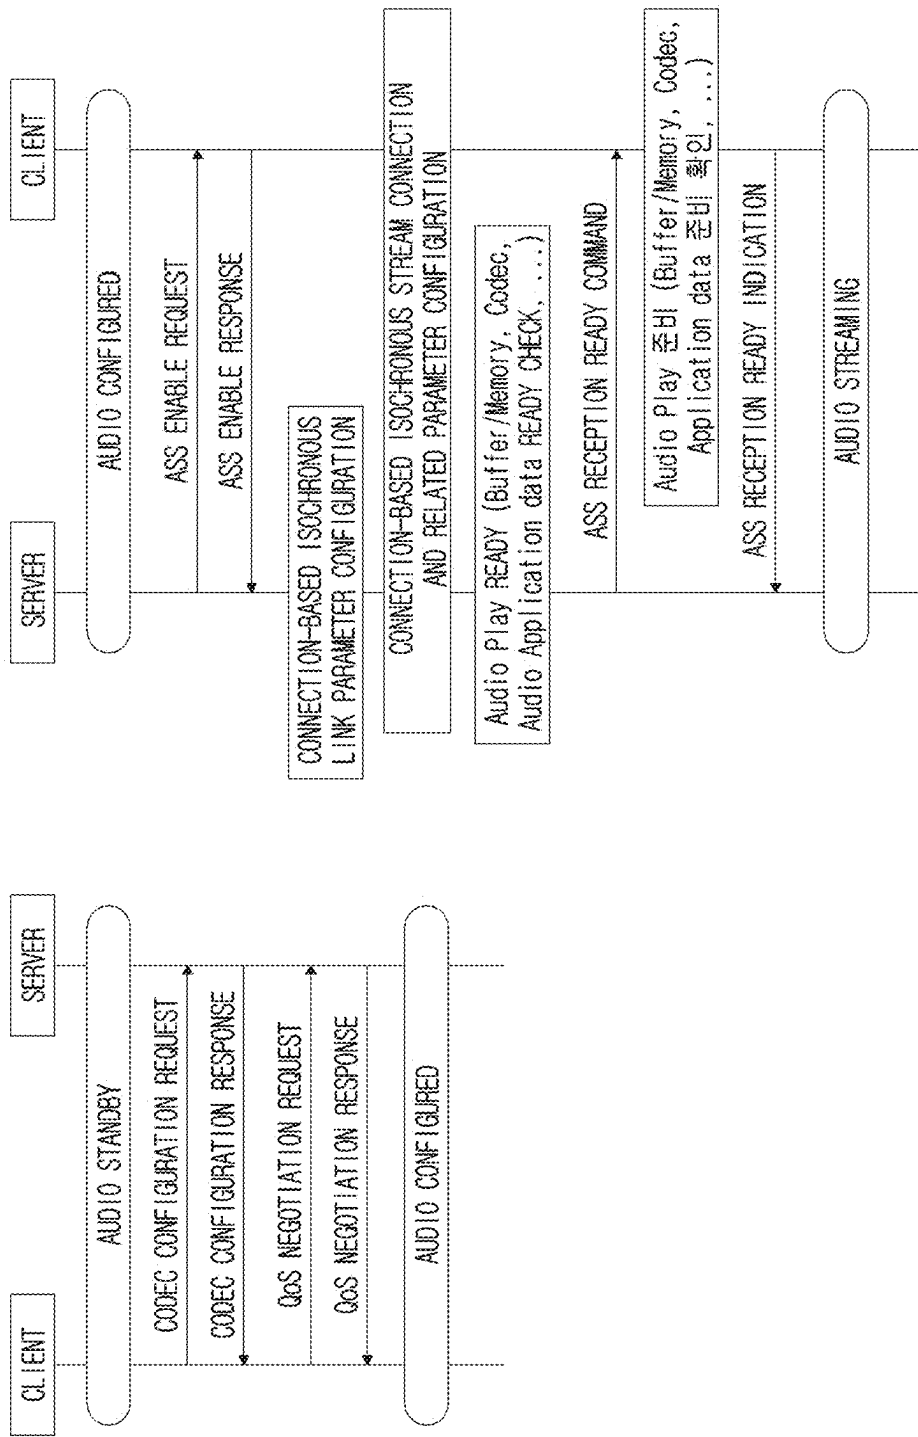 CLIENT
SERVER
AUDIO STANDBY
CODEC CONFIGURATION REQUEST
CODEC CONFIGURATION RESPONSE
QoS NEGOTIATION REQUEST
QoS NEGOTIATION RESPONSE
AUDIO CONFIGURED
SERVER
CLIENT
AUDIO CONFIGURED
ASS ENABLE REQUEST
ASS ENABLE RESPONSE
CONNECTION-BASED ISOCHRONOUS
LINK PARAMETER CONFIGURATION
CONNECTION-BASED ISOCHRONOUS STREAM CONNECTION
AND RELATED PARAMETER CONFIGURATION
Audio Play READY (Buffer/Memory, Codec,
Audio Application data READY CHECK, ...)
ASS RECEPTION READY COMMAND
Audio Play 준비 (Buffer/Memory, Codec,
Application data 준비 확인, ...)
ASS RECEPTION READY INDICATION
AUDIO STREAMING